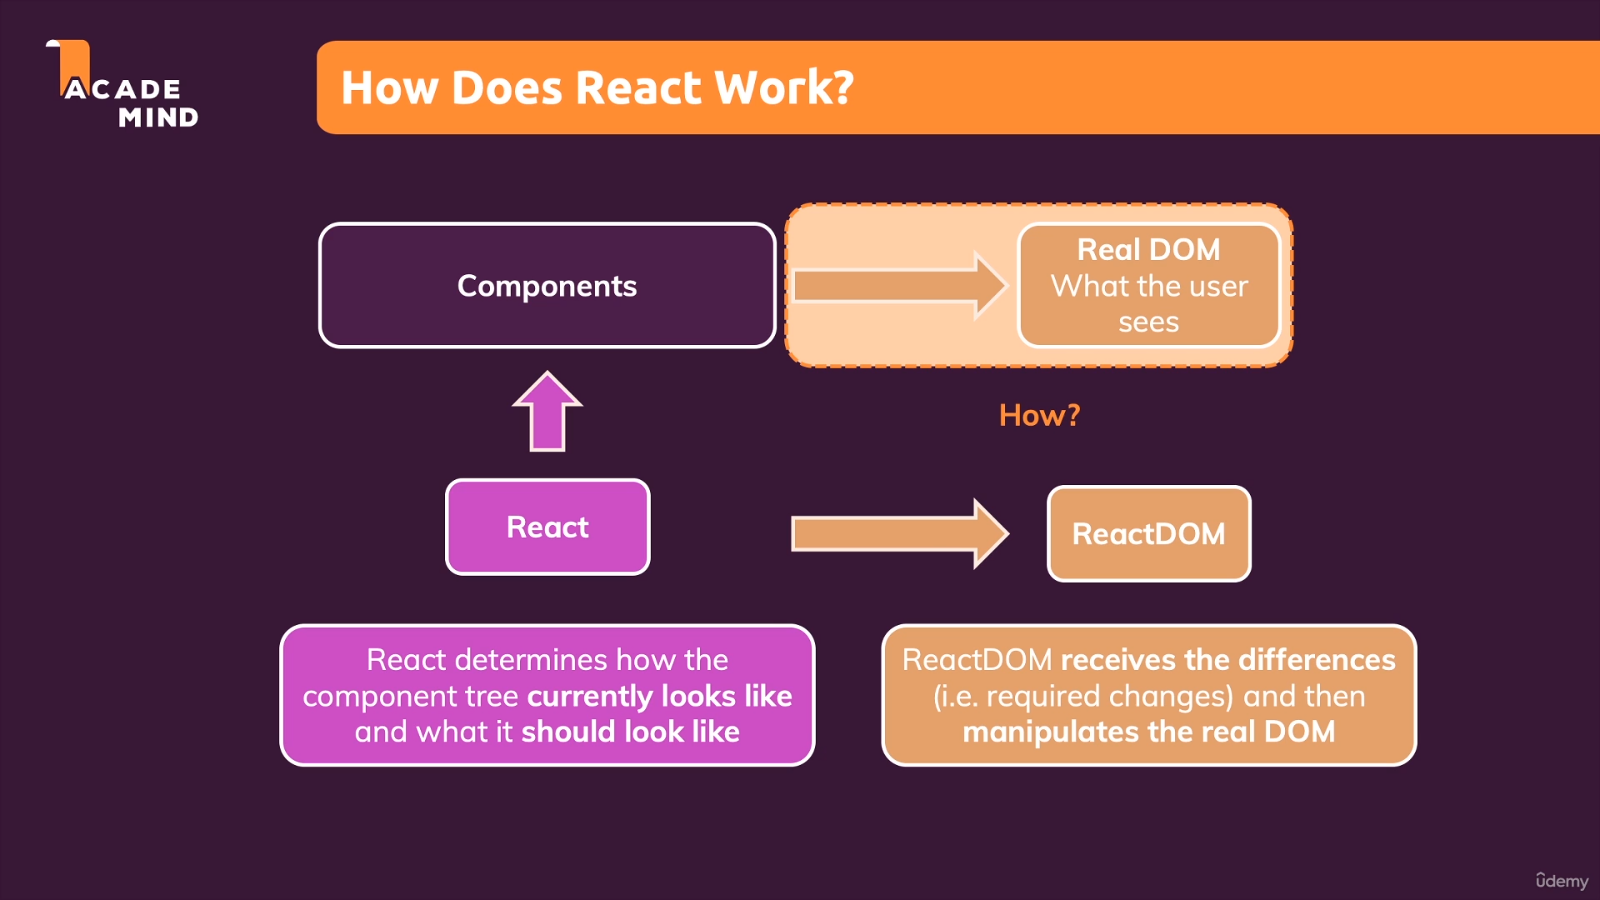 ACADE
MIND
How Does React Work?
Components
Real DOM
What the user
sees
How?
React
ReactDOM
React determines how the
component tree currently looks like
and what it should look like
ReactDOM receives the differences
(i.e. required changes) and then
manipulates the real DOM
ûdemy